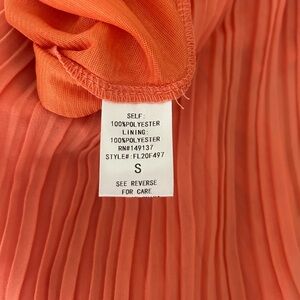 SELF:
100%POLYESTER
LINING:
100%POLYESTER
RN#149137
STYLE#:FL20F497
S
SEE REVERSE
FOR CARE